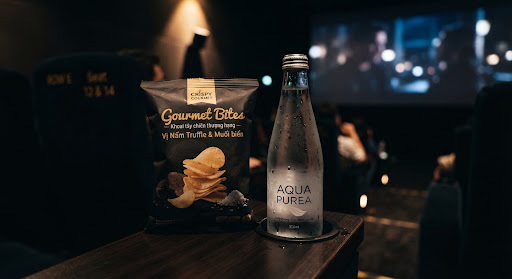 ROW E Seat
12 & 14
CRISPY
GOURMET
Gourmet Bites
Khoai tây chiên thượng hạng
Vị Nấm Truffle & Muối biển
AQUA
PUREA